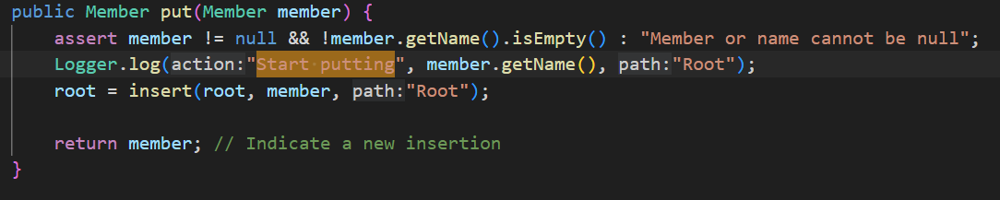 public Member put(Member member) {
assert member != null && !member.getName().isEmpty() : "Member or name cannot be null";
Logger.log(action:"Start putting", member.getName(), path:"Root");
root = insert(root, member, path:"Root");
return member; // Indicate a new insertion
}